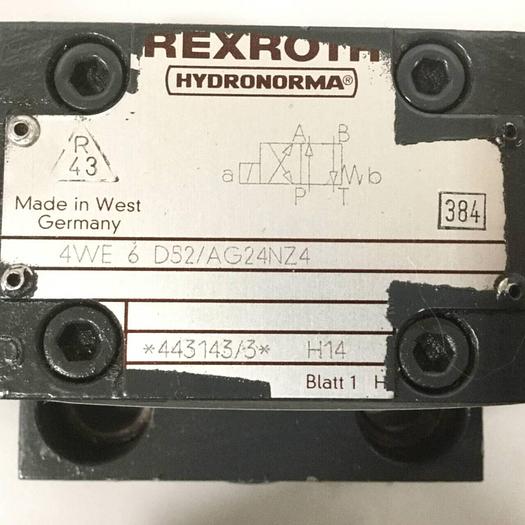 REXROTH
HYDRONORMA®
R
43
A B
a b
P T
Made in West
Germany
384
4WE 6 D52/AG24NZ4
*443143/3* H14
Blatt 1 H